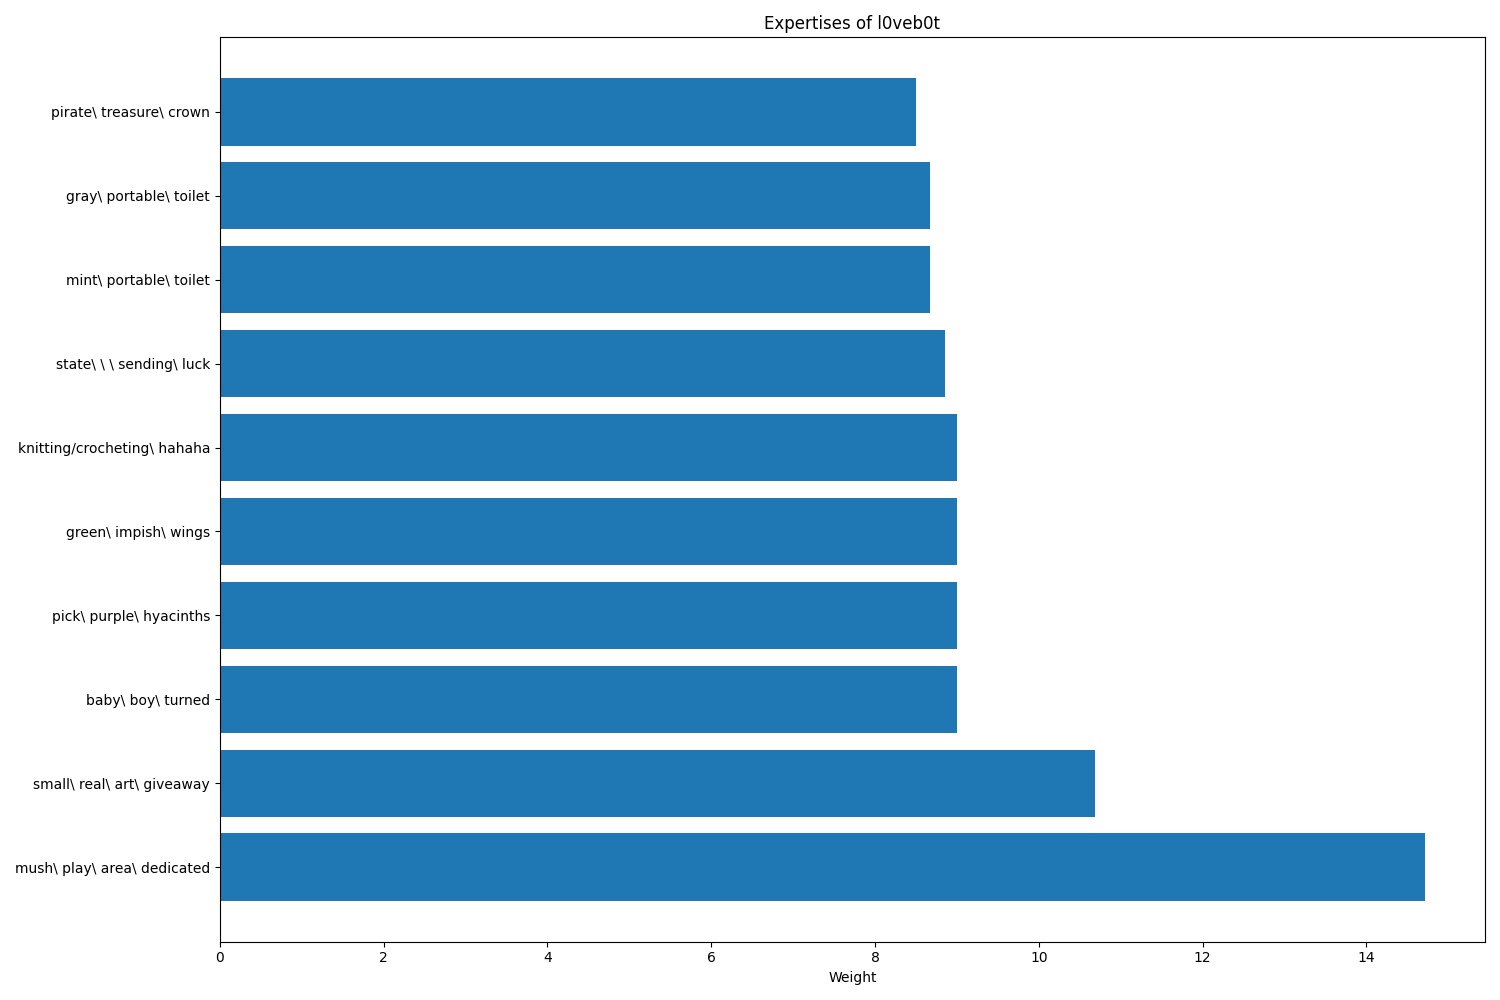 Expertises of l0veb0t
pirate\ treasure\ crown
gray\ portable\ toilet
mint\ portable\ toilet
state\ \ \ sending\ luck
knitting/crocheting\ hahaha
green\ impish\ wings
pick\ purple\ hyacinths
baby\ boy\ turned
small\ real\ art\ giveaway
mush\ play\ area\ dedicated
0 2 4 6 8 10 12 14
Weight